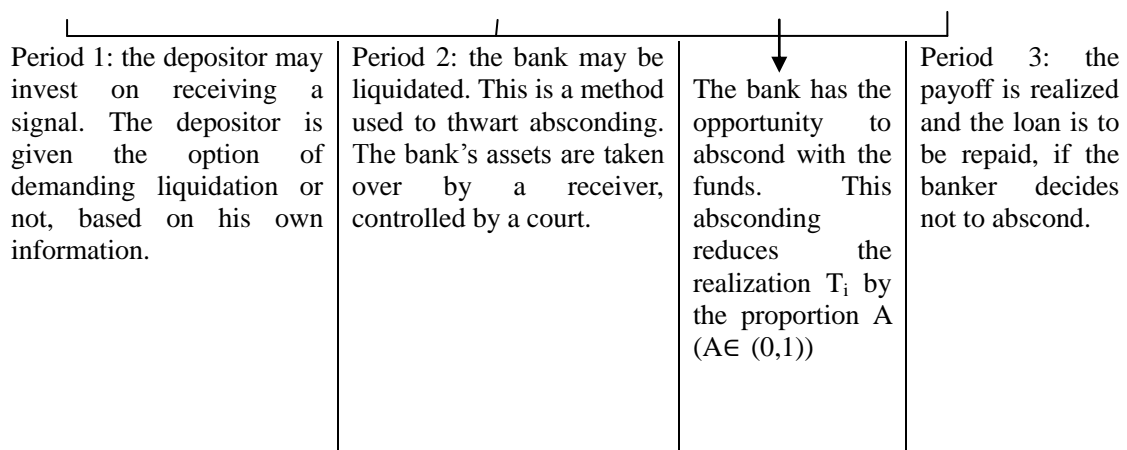 Period 1: the depositor may
invest on receiving a
signal. The depositor is
given the option of
demanding liquidation or
not, based on his own
information.
Period 2: the bank may be
liquidated. This is a method
used to thwart absconding.
The bank's assets are taken
over by a receiver,
controlled by a court.
The bank has the
opportunity to
abscond with the
funds. This
absconding
reduces the
realization Tᵢ by
the proportion A
(A∈ (0,1))
Period 3: the
payoff is realized
and the loan is to
be repaid, if the
banker decides
not to abscond.